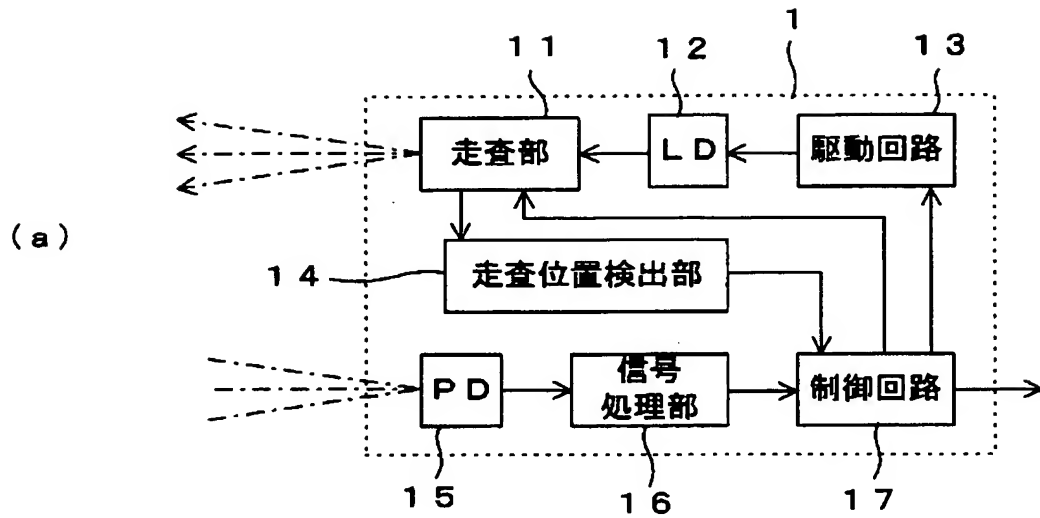 １１ １２ １ １３
走査部 ＬＤ 駆動回路
（ａ）
１４ 走査位置検出部
ＰＤ 信号 制御回路
処理部
１５ １６ １７